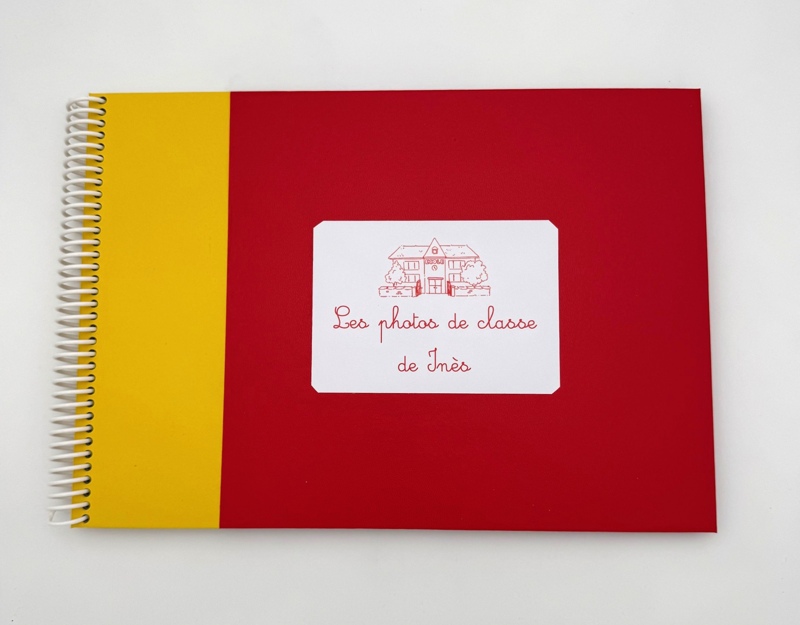 Les photos de classe
de Inès